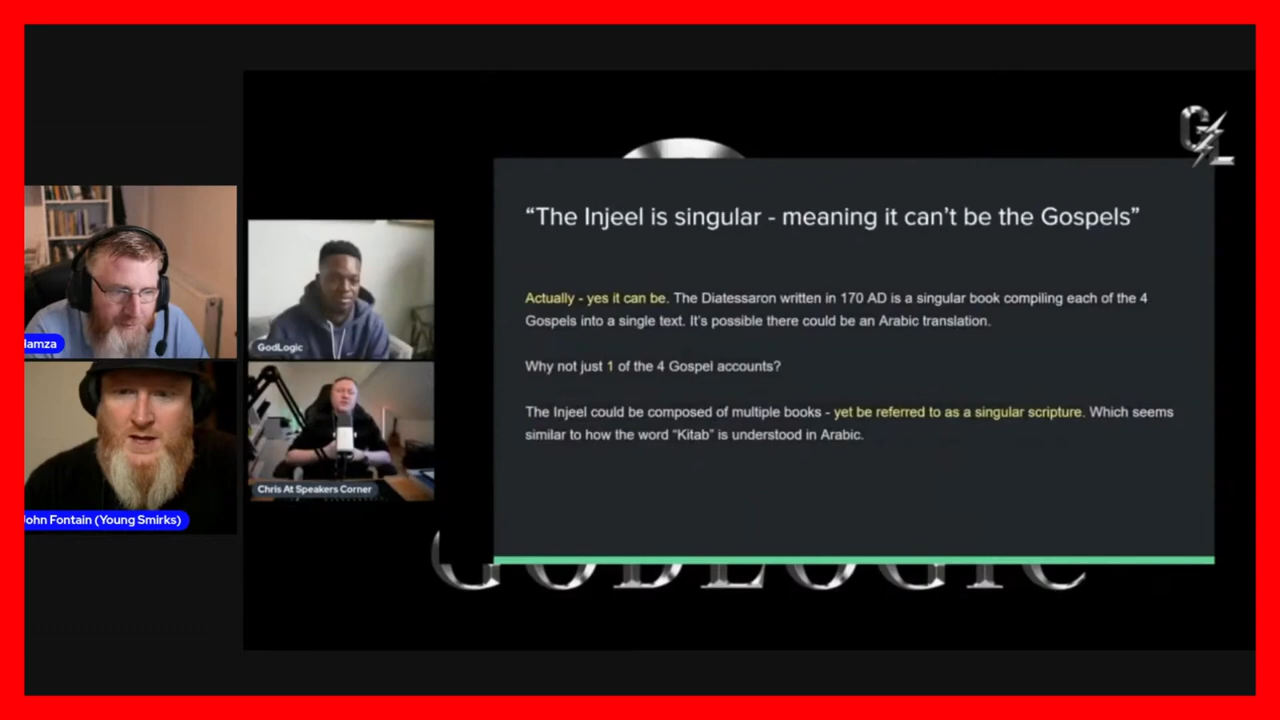 GL
"The Injeel is singular - meaning it can't be the Gospels"
Actually - yes it can be. The Diatessaron written in 170 AD is a singular book compiling each of the 4
Gospels into a single text. It's possible there could be an Arabic translation.
Why not just 1 of the 4 Gospel accounts?
The Injeel could be composed of multiple books - yet be referred to as a singular scripture. Which seems
similar to how the word "Kitab" is understood in Arabic.
Hamza
GodLogic
Chris At Speakers Corner
John Fontain (Young Smirks)
GODLOGIC